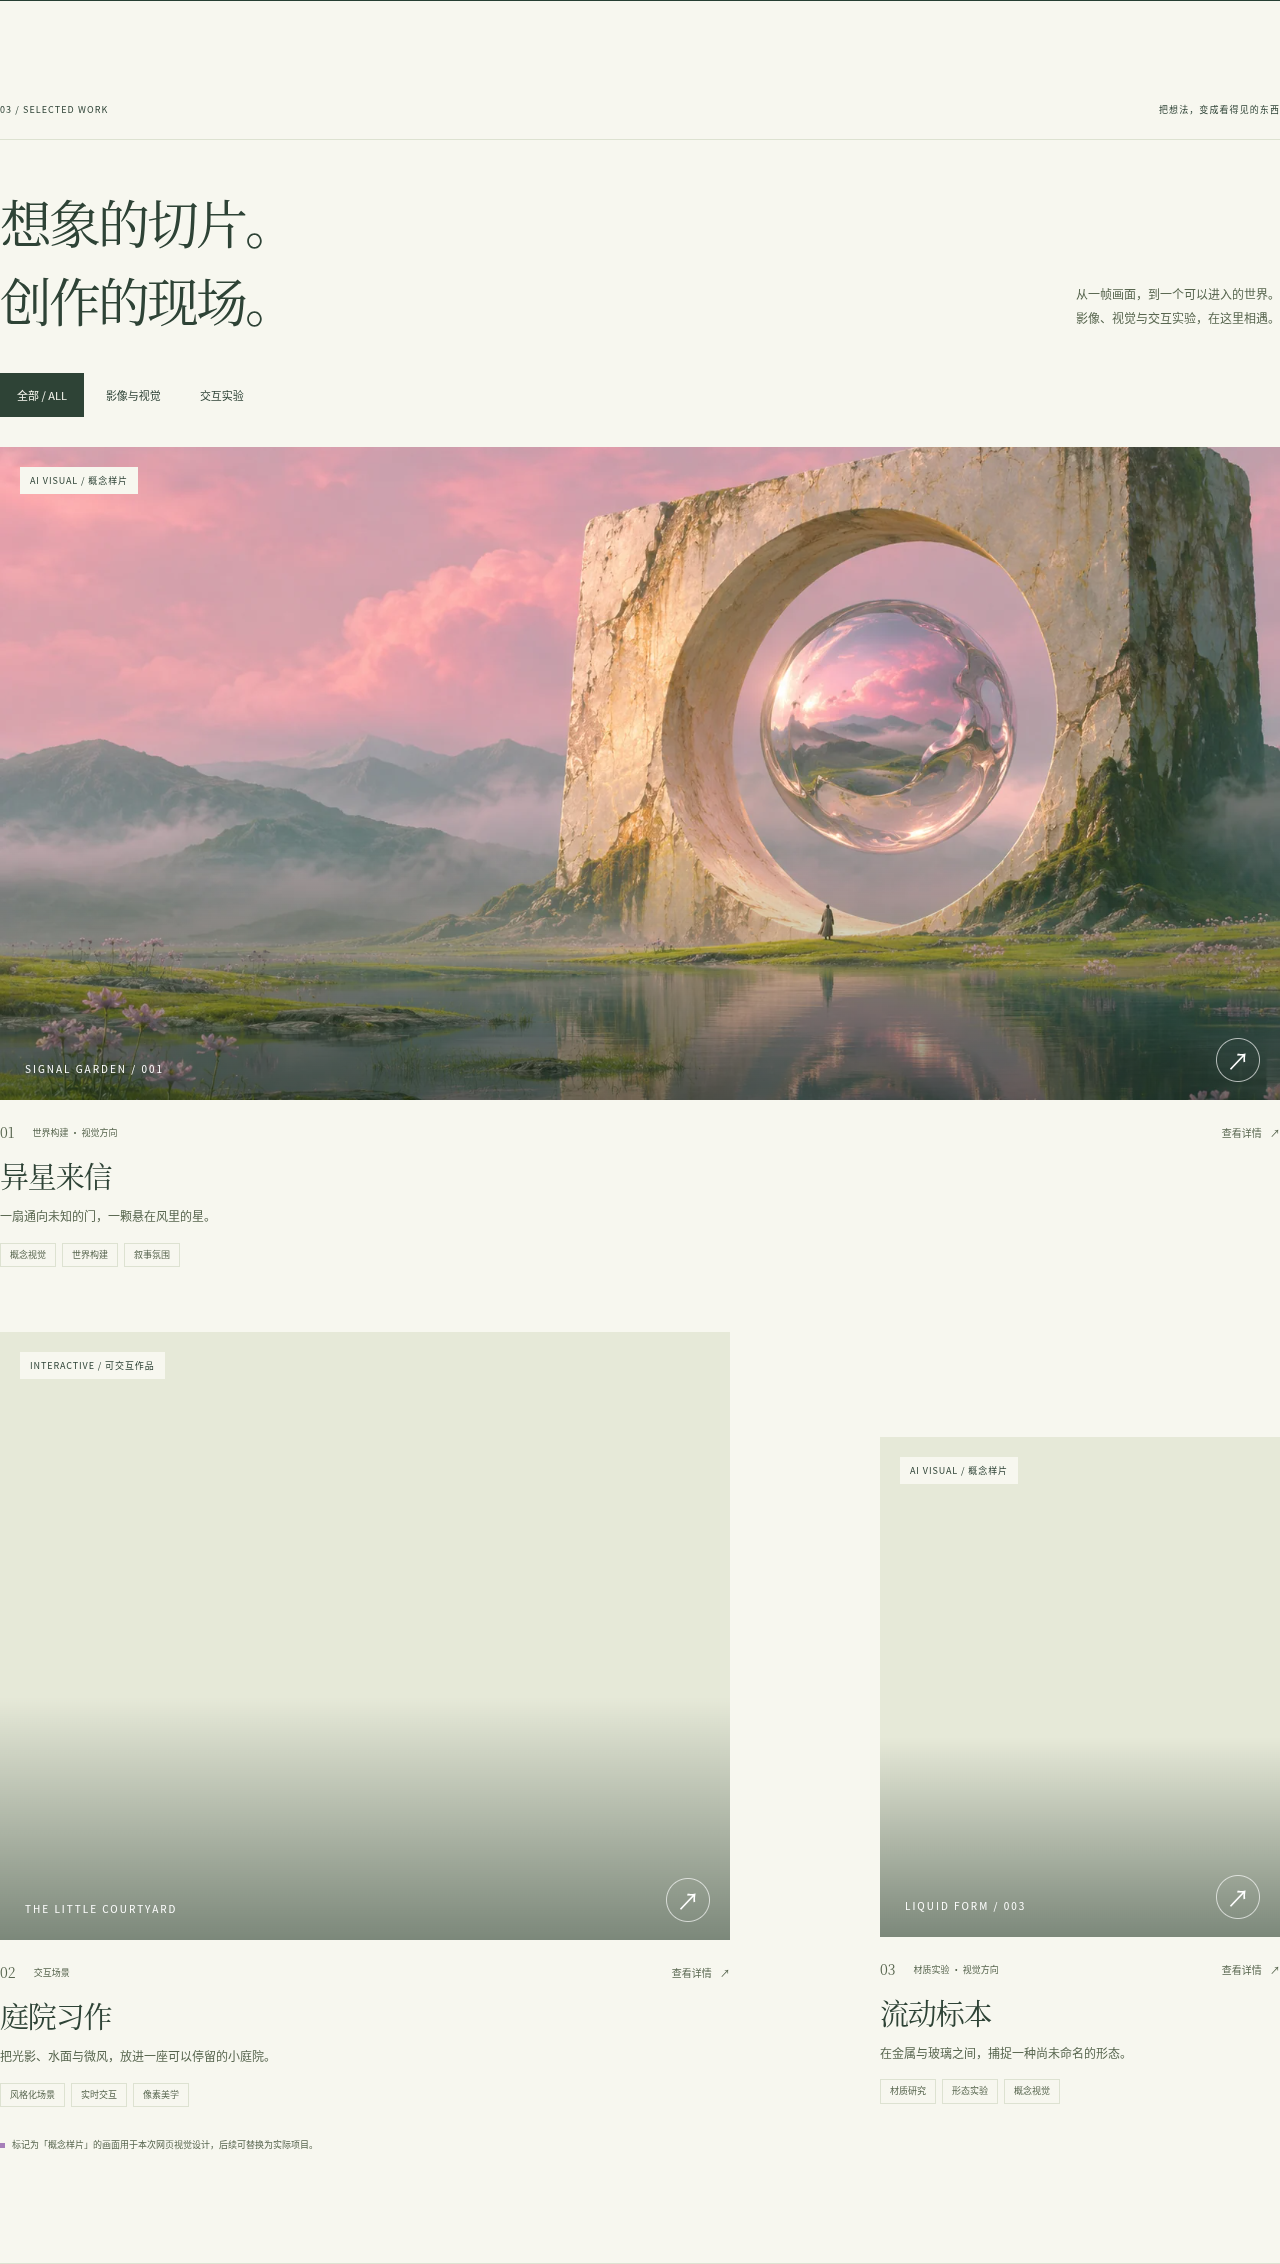 03 / SELECTED WORK
把想法，变成看得见的东西
想象的切片。
创作的现场。
从一帧画面，到一个可以进入的世界。
影像、视觉与交互实验，在这里相遇。
全部 / ALL
影像与视觉
交互实验
AI VISUAL / 概念样片
SIGNAL GARDEN / 001
01 世界构建 · 视觉方向
查看详情 ↗
异星来信
一扇通向未知的门，一颗悬在风里的星。
概念视觉
世界构建
叙事氛围
INTERACTIVE / 可交互作品
THE LITTLE COURTYARD
02 交互场景
查看详情 ↗
庭院习作
把光影、水面与微风，放进一座可以停留的小庭院。
风格化场景
实时交互
像素美学
AI VISUAL / 概念样片
LIQUID FORM / 003
03 材质实验 · 视觉方向
查看详情 ↗
流动标本
在金属与玻璃之间，捕捉一种尚未命名的形态。
材质研究
形态实验
概念视觉
标记为「概念样片」的画面用于本次网页视觉设计，后续可替换为实际项目。